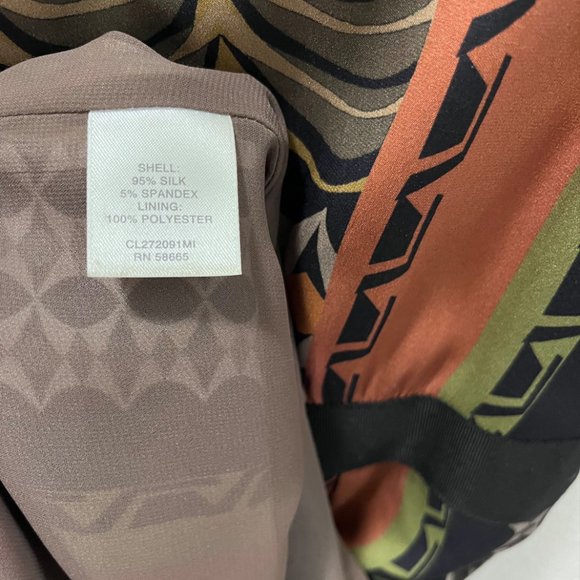 SHELL:
95% SILK
5% SPANDEX
LINING:
100% POLYESTER
CL272091MI
RN 58665